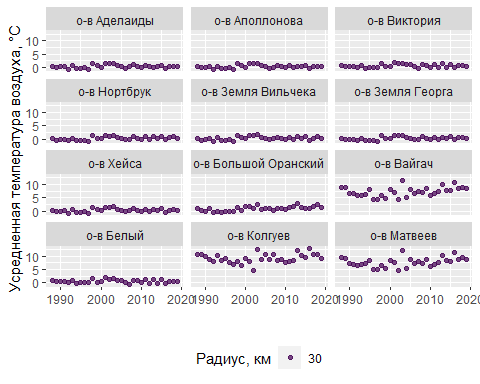 о-в Аделаиды о-в Аполлонова о-в Виктория
10
5
0
о-в Нортбрук о-в Земля Вильчека о-в Земля Георга
10
5
0
о-в Хейса о-в Большой Оранский о-в Вайгач
10
5
0
о-в Белый о-в Колгуев о-в Матвеев
10
5
0
1990 2000 2010 2020 1990 2000 2010 2020 1990 2000 2010 2020
Усредненная температура воздуха, °C
Радиус, км 30